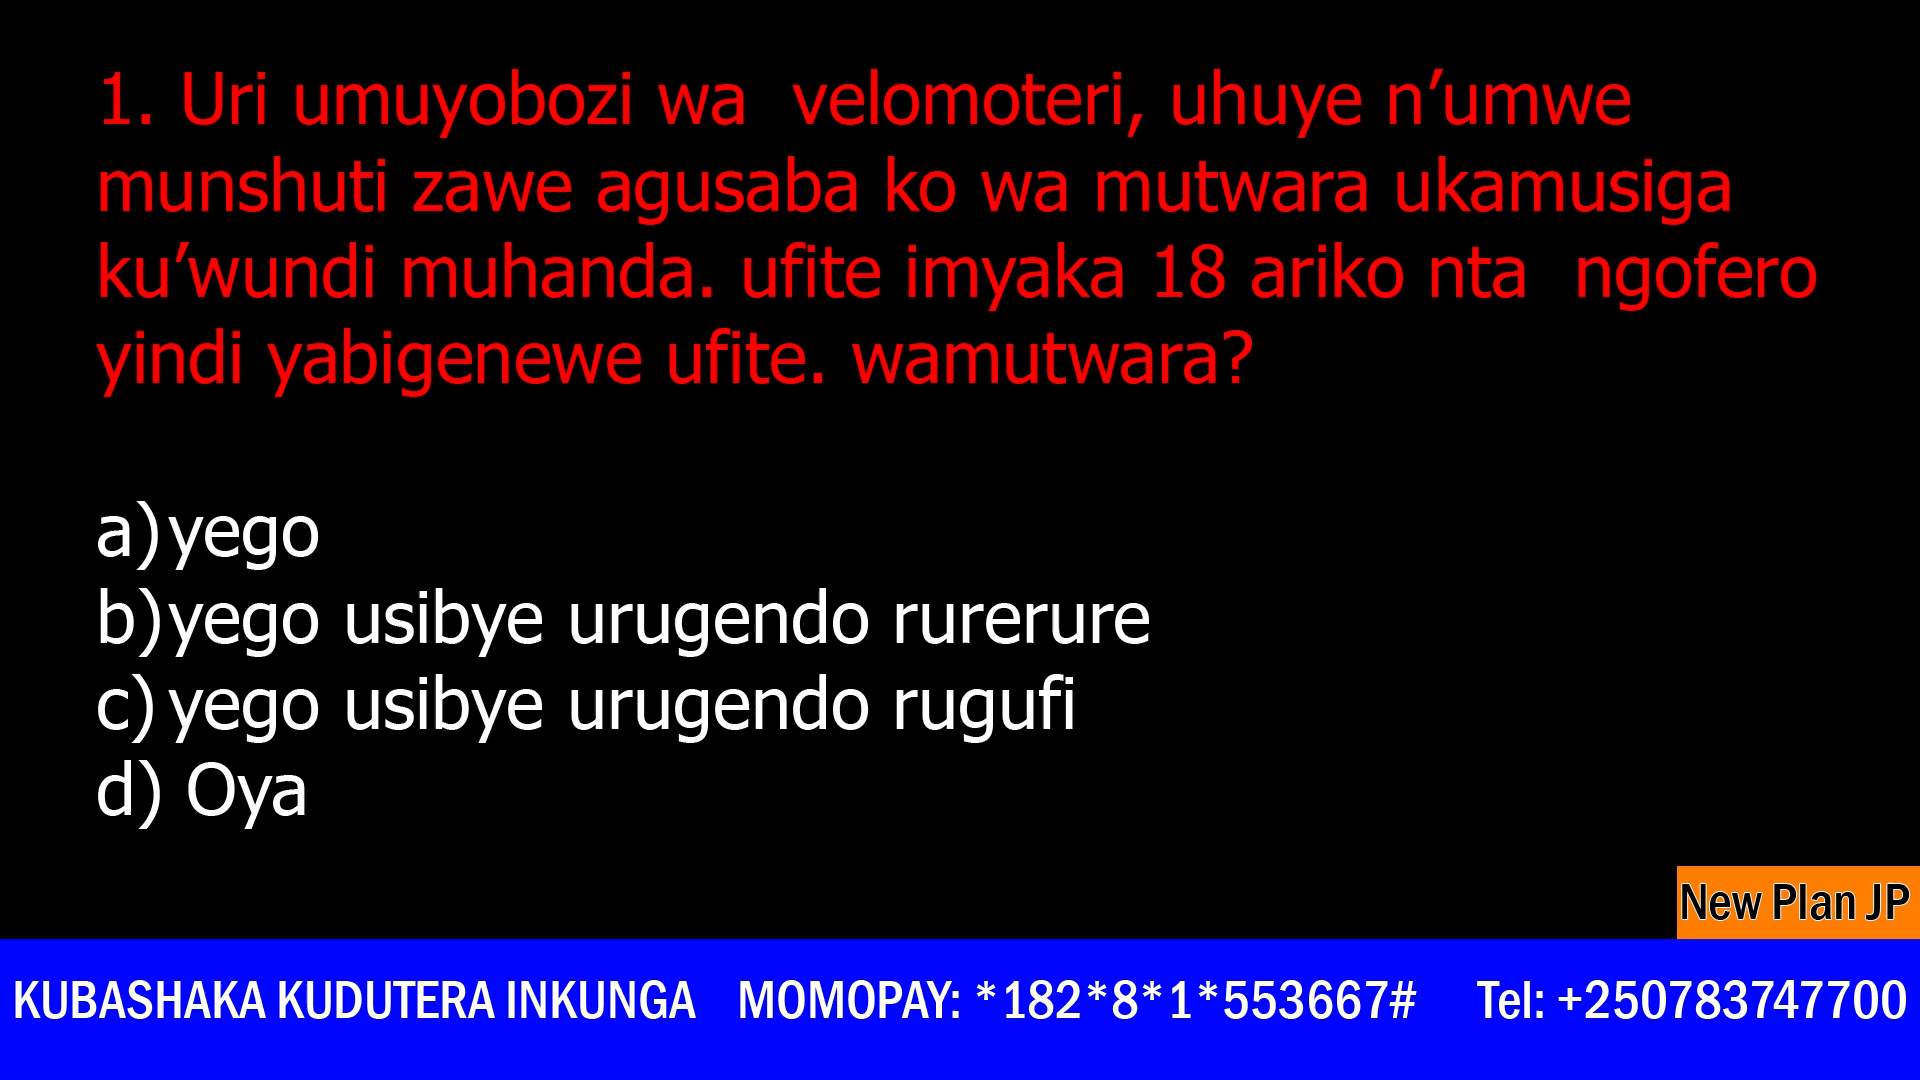 1. Uri umuyobozi wa  velomoteri, uhuye n’umwe
munshuti zawe agusaba ko wa mutwara ukamusiga
ku’wundi muhanda. ufite imyaka 18 ariko nta  ngofero
yindi yabigenewe ufite. wamutwara?
a) yego
b) yego usibye urugendo rurerure
c) yego usibye urugendo rugufi
d) Oya
New Plan JP
KUBASHAKA KUDUTERA INKUNGA MOMOPAY: *182*8*1*553667# Tel: +250783747700